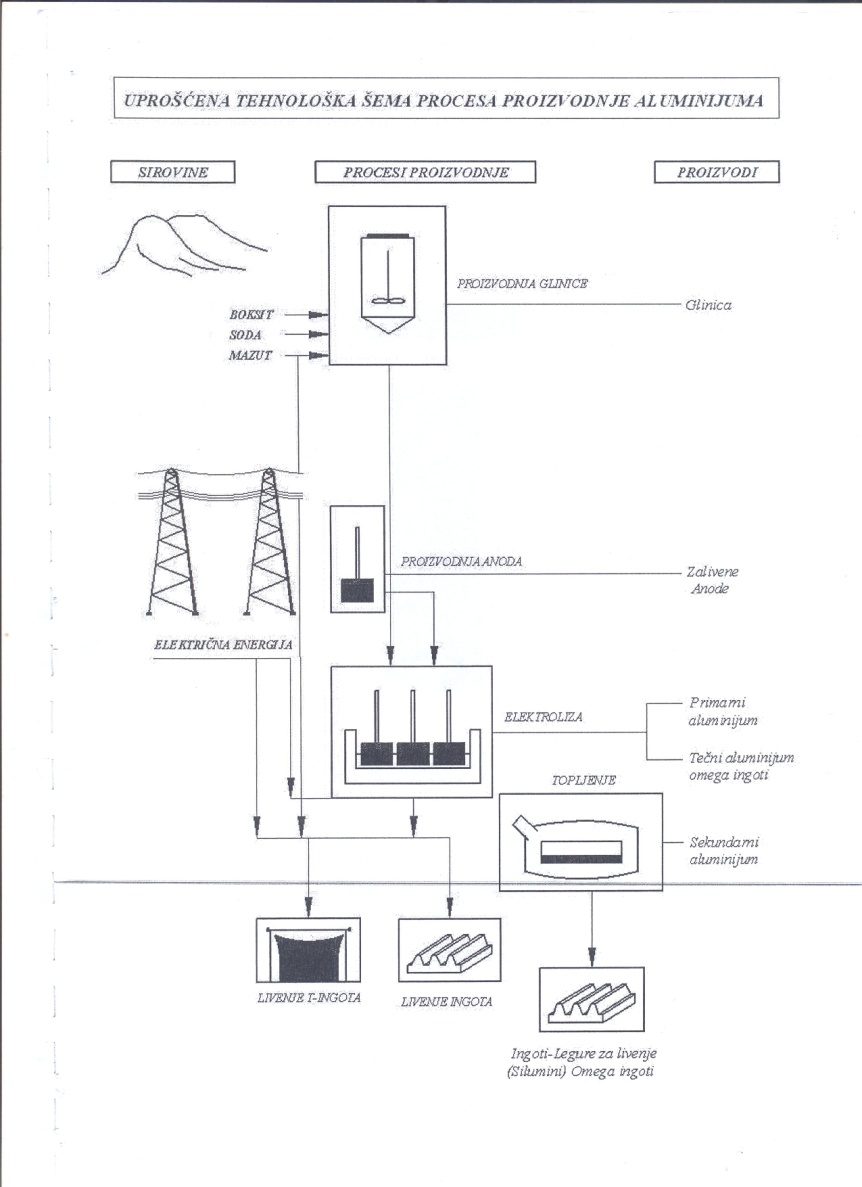 UPROŠĆENA TEHNOLOŠKA ŠEMA PROCESA PROIZVODNJE ALUMINIJUMA
SIROVINE
PROCESI PROIZVODNJE
PROIZVODI
PROIZVODNJA GLINICE
Glinica
BOKSIT
SODA
MAZUT
PROIZVODNJA ANODA
Zalivene
Anode
ELEKTRIČNA ENERGIJA
ELEKTROLIZA
Primarni
aluminijum
Tečni aluminijum
omega ingoti
TOPLJENJE
Sekundarni
aluminijum
LIVENJE T-INGOTA
LIVENJE INGOTA
Ingoti-Legure za livenje
(Silumini) Omega ingoti